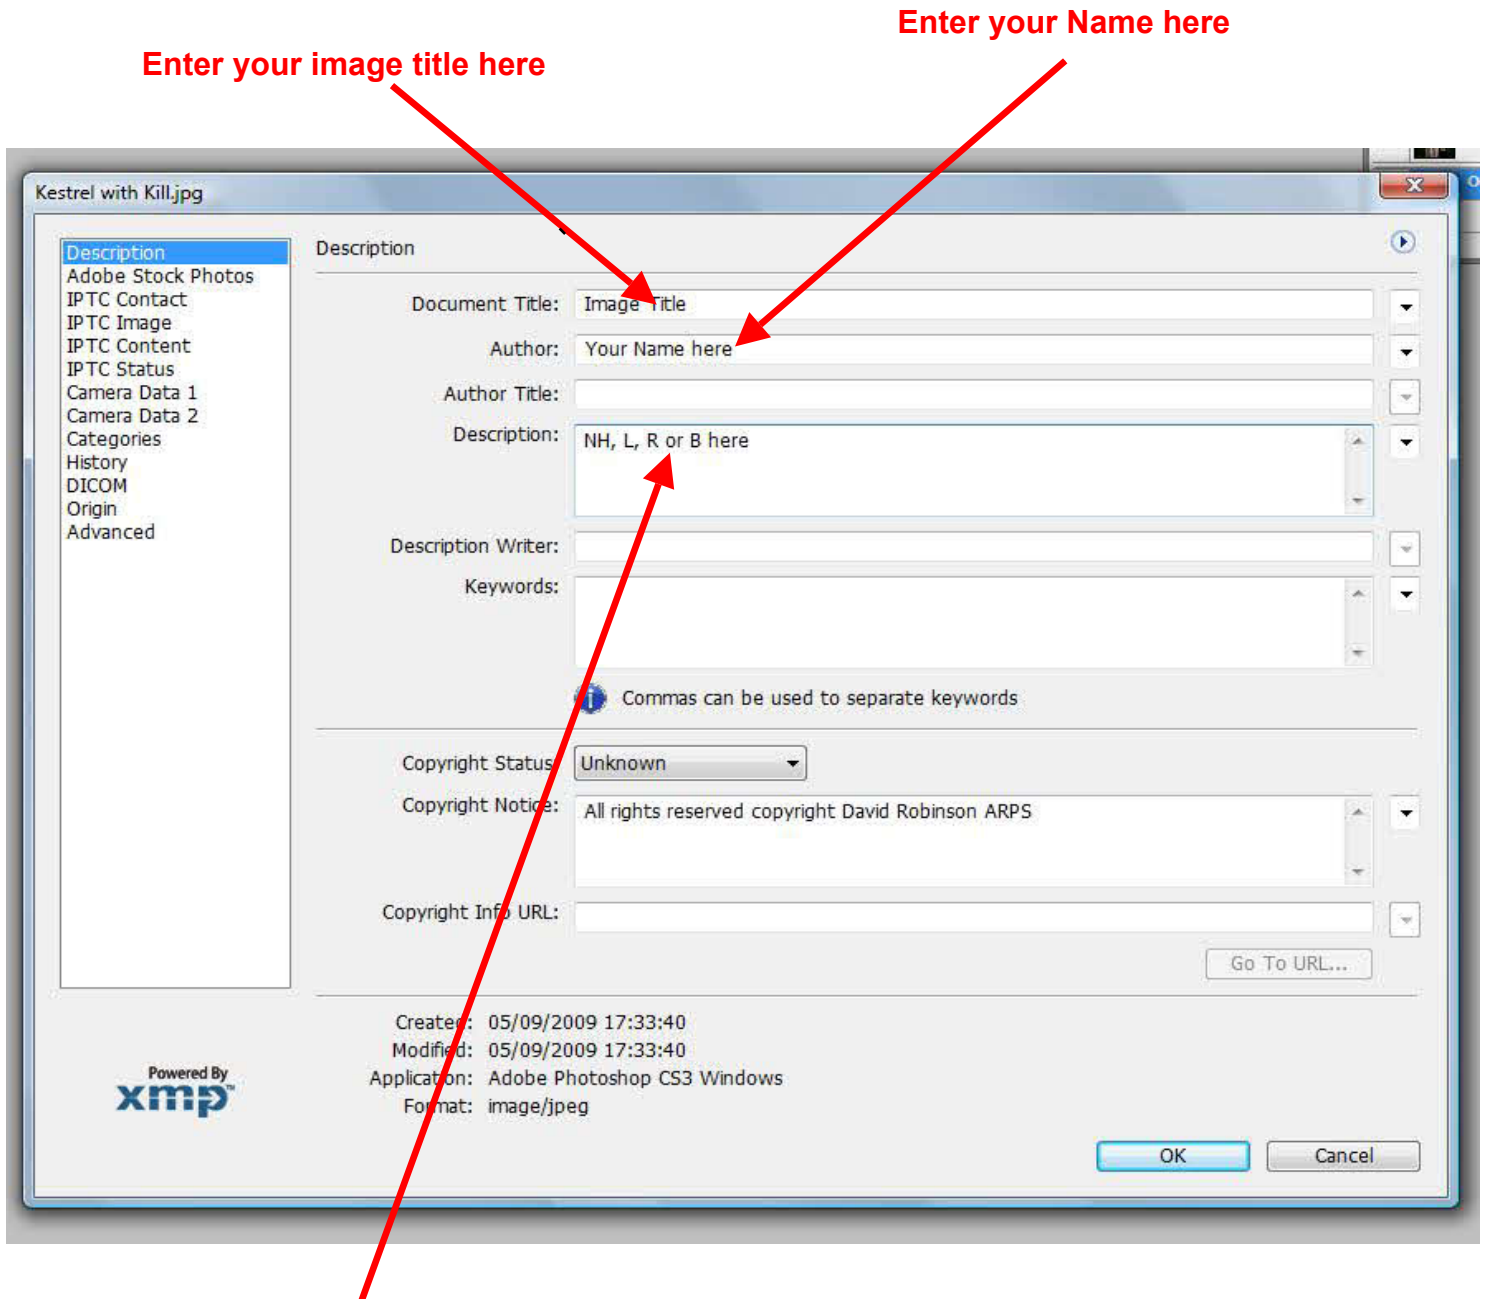 Enter your Name here
Enter your image title here
Kestrel with Kill.jpg
Description
Adobe Stock Photos
IPTC Contact
IPTC Image
IPTC Content
IPTC Status
Camera Data 1
Camera Data 2
Categories
History
DICOM
Origin
Advanced
Description
Document Title: Image Title
Author: Your Name here
Author Title:
Description: NH, L, R or B here
Description Writer:
Keywords:
Commas can be used to separate keywords
Copyright Status: Unknown
Copyright Notice: All rights reserved copyright David Robinson ARPS
Copyright Info URL:
Go To URL...
Created: 05/09/2009 17:33:40
Modified: 05/09/2009 17:33:40
Application: Adobe Photoshop CS3 Windows
Format: image/jpeg
Powered By
xmp™
OK Cancel